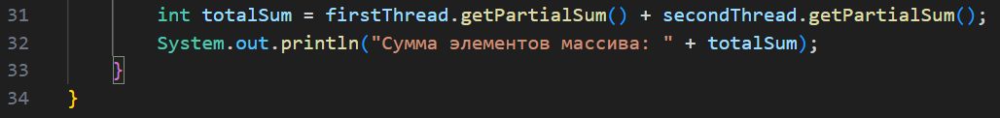 31 int totalSum = firstThread.getPartialSum() + secondThread.getPartialSum();
32 System.out.println("Сумма элементов массива: " + totalSum);
33 }
34 }